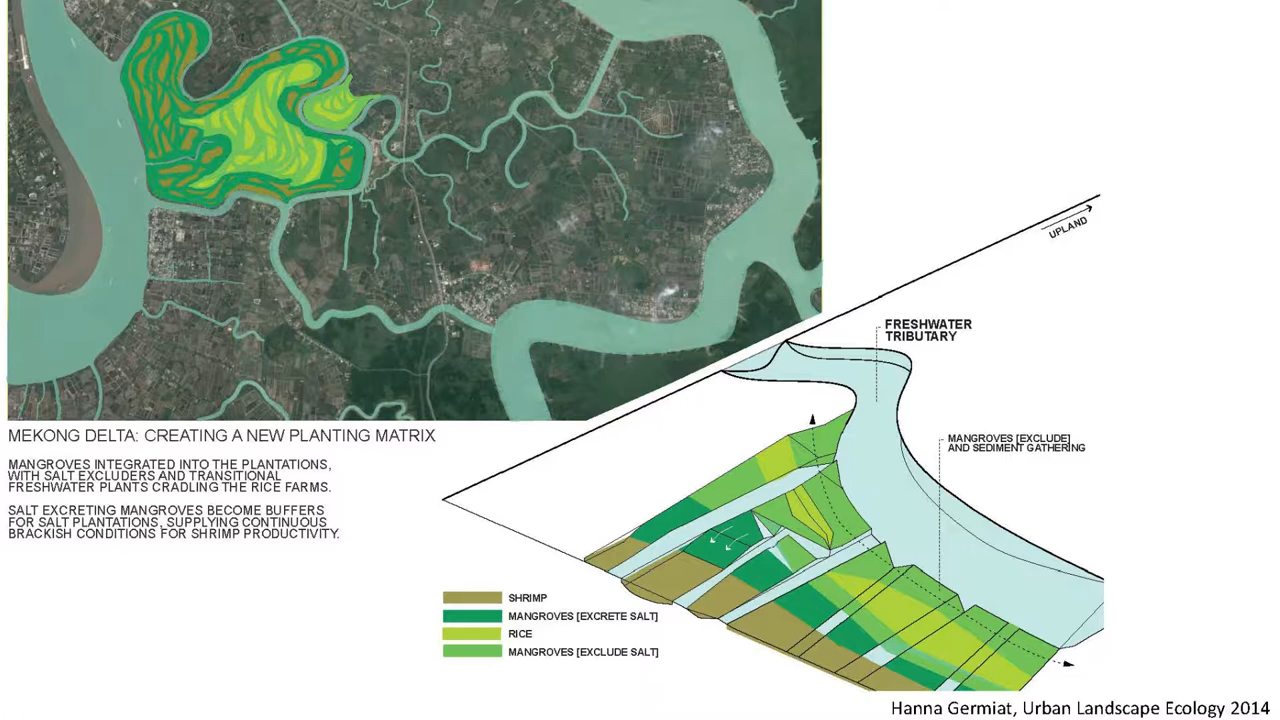 UPLAND
FRESHWATER
TRIBUTARY
MEKONG DELTA: CREATING A NEW PLANTING MATRIX
MANGROVES [EXCLUDE]
AND SEDIMENT GATHERING
MANGROVES INTEGRATED INTO THE PLANTATIONS,
WITH SALT EXCLUDERS AND TRANSITIONAL
FRESHWATER PLANTS CRADLING THE RICE FARMS.
SALT EXCRETING MANGROVES BECOME BUFFERS
FOR SALT PLANTATIONS, SUPPLYING CONTINUOUS
BRACKISH CONDITIONS FOR SHRIMP PRODUCTIVITY.
SHRIMP
MANGROVES [EXCRETE SALT]
RICE
MANGROVES [EXCLUDE SALT]
Hanna Germiat, Urban Landscape Ecology 2014